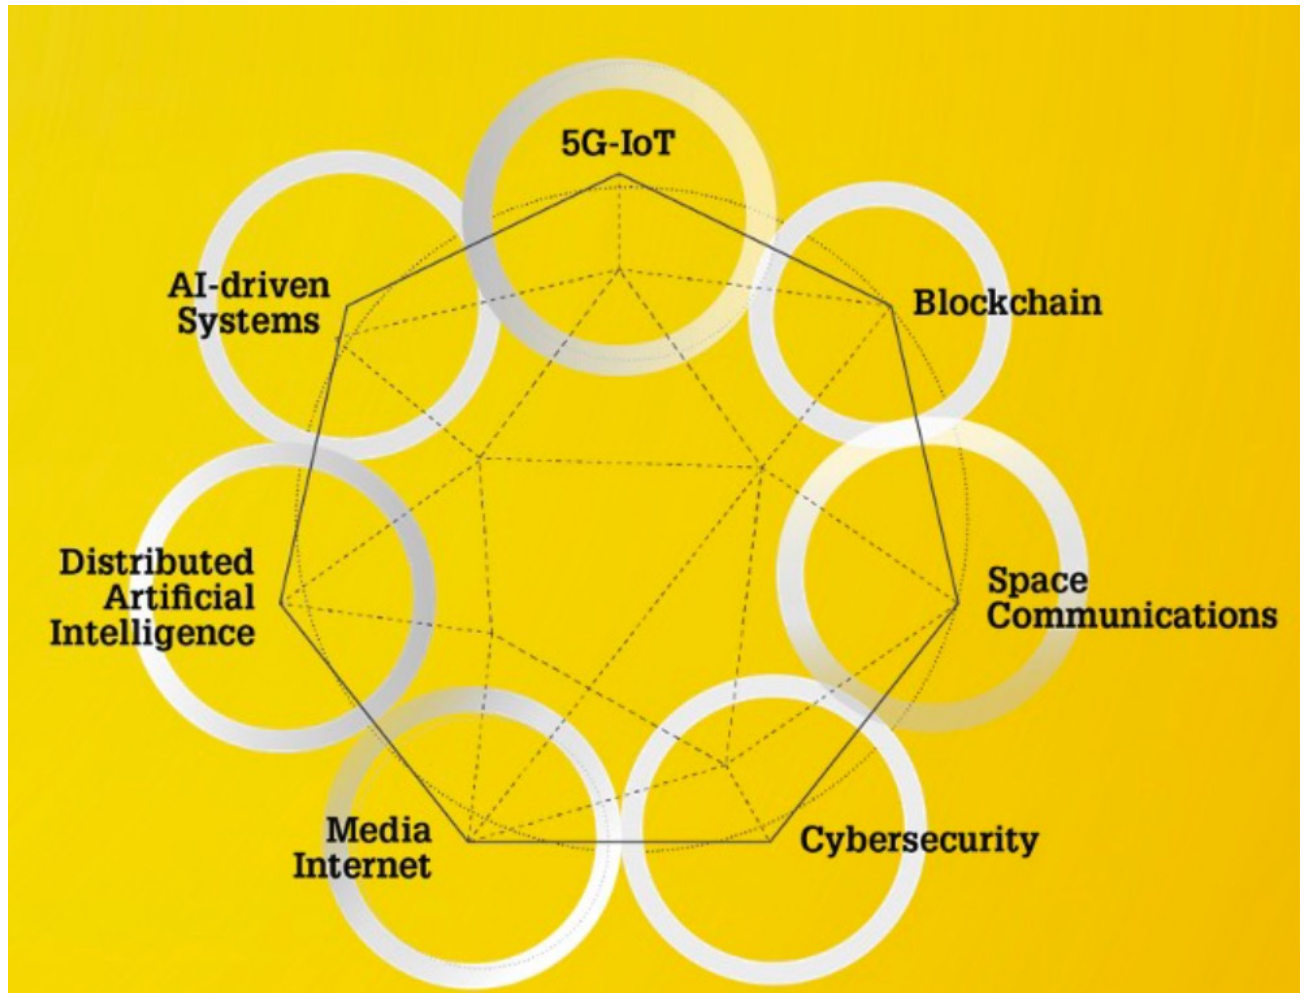 5G-IoT
AI-driven
Systems
Blockchain
Distributed
Artificial
Intelligence
Space
Communications
Media
Internet
Cybersecurity